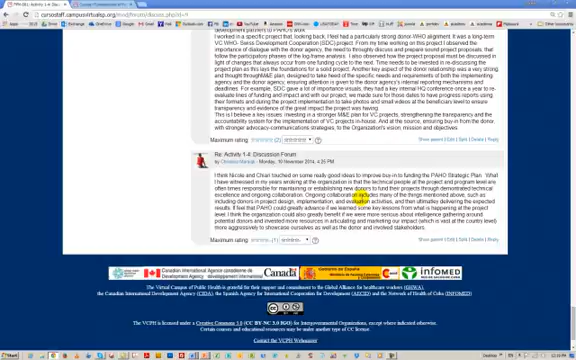 cursosaff.campusvirtualsp.org/mod/forum/discuss.php?d=
development partners to PAHO's work
I worked in a specific project that, looking back, I feel had a particularly strong donor-WHO alignment. It was a long-term
VC WHO- Swiss Development Cooperation (SDC) project. From my time working on this project I observed the
importance of dialogue with the donor agency, the need to thoroughly discuss and prepare sound project proposals, that
follow the participatory phases of the log-frame analysis. I also observed how the project proposal must be discussed in
light of changes that always occur from one funding cycle to the next. Time needs to be invested in re-discussing the
project plan as this lays the foundations for a solid project. Another key aspect of the donor relationship was a very strong
and thought through M&E plan, designed to take heed of the specific needs and requirements of both the implementing
agency and the donor, ensuring attention is given to the donor agency's internal reporting mechanisms and
deadlines. For example, SDC gave a lot of importance visuals, they had a key internal HQ conference once a year to re-
evaluate lines of funding and impact and with our project, we made sure for those dates to have progress reports using
their formats and during the project implementation to take photos and small videos at the beneficiary level to ensure
transparency and evidence of the great impact the project was having
But to answer the questions above, investing in a stronger M&E plan for VC projects, strengthening the transparency and the
accountability system for the implementation of VC projects in-house. And at the source, ensuring buy-in from the donor,
with stronger advocacy-communications strategies, to the Organization's vision, mission and objectives
Maximum rating:
Show parent | Edit | Split | Delete | Reply
Re: Activity 1-4: Discussion Forum
Monday, 10 November 2014, 4:25 PM
I think Nicole and Chiari touched on some really good ideas to improve buy-in to funding the PAHO Strategic Plan. What
I have witnessed in my years working at the organization is that the technical people at the project and program level are
often times responsible for maintaining or establishing new donors to fund their projects through demonstrated technical
excellence and ongoing collaboration. Ongoing collaboration includes many of the things mentioned above, such as
including donors in project design, implementation, and evaluation activities, and then ultimately delivering the expected
results. I feel that PAHO could greatly advance if we learned some key lessons from what is happening at the project
level. I think the organization could also greatly benefit if we were more serious about intelligence gathering around
potential donors and invested more resources in articulating and marketing our impact (which is vast at the country level)
more aggressively to showcase ourselves as well as the donor and involved stakeholders.
Maximum rating:
Show parent | Edit | Split | Delete | Reply
Canadian International Development Agency
Agence canadienne de développement international
Canada
infomed
The Virtual Campus of Public Health is grateful for their support and commitment to the Global Alliance for healthcare workers (GHWA),
the Canadian International Development Agency (CIDA), the Spanish Agency for International Cooperation for Development (AECID) and the Network of Health of Cuba (INFOMED)
The VCPH is licensed under a Creative Commons 3.0 IGO (CC BY-NC 3.0 IGO) for Intergovernmental Organizations, except where indicated otherwise.
Certain courses and educational resources may be under another type of CC license.
Contact the VCPH Webmaster